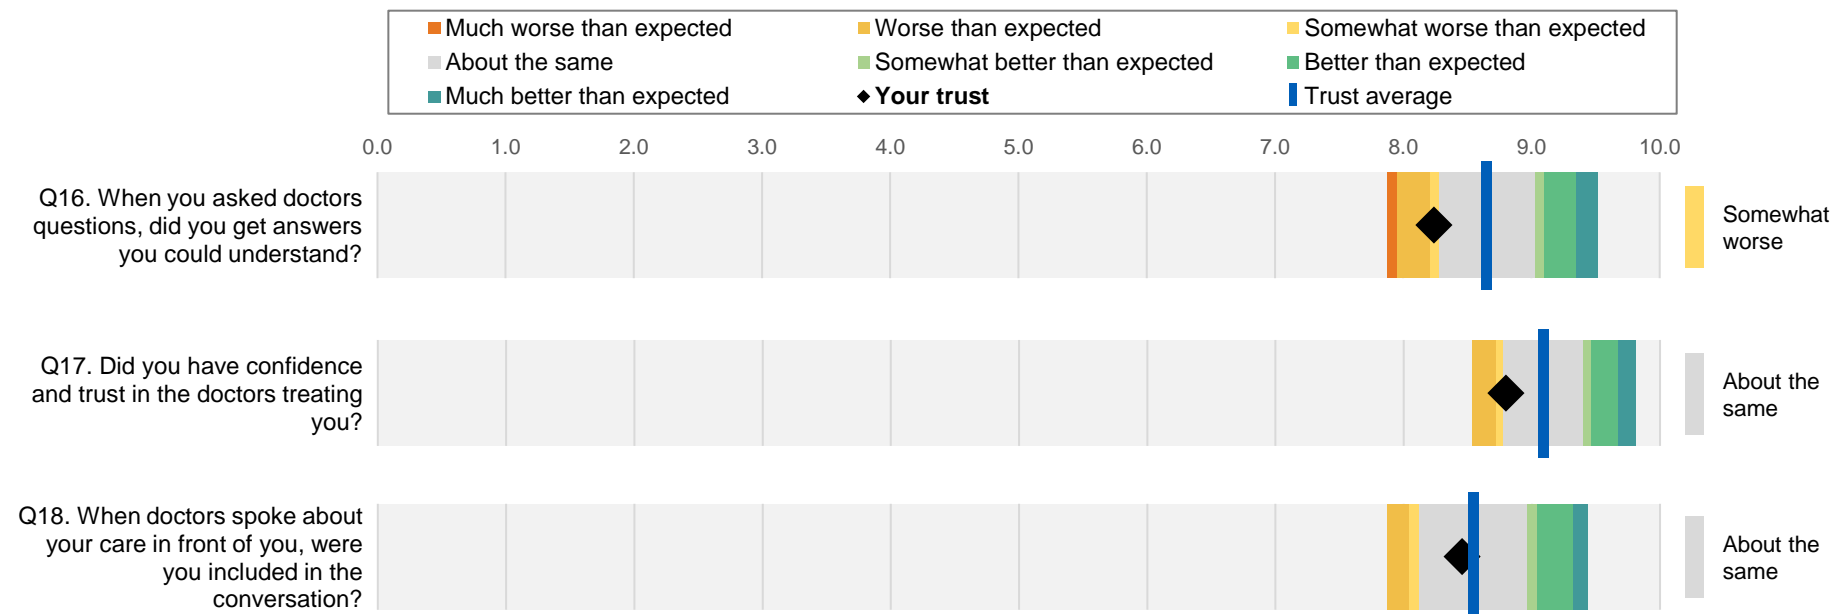 Much worse than expected
Worse than expected
Somewhat worse than expected
About the same
Somewhat better than expected
Better than expected
Much better than expected
Your trust
Trust average
0.0 1.0 2.0 3.0 4.0 5.0 6.0 7.0 8.0 9.0 10.0
Q16. When you asked doctors
questions, did you get answers
you could understand?
Somewhat
worse
Q17. Did you have confidence
and trust in the doctors treating
you?
About the
same
Q18. When doctors spoke about
your care in front of you, were
you included in the
conversation?
About the
same